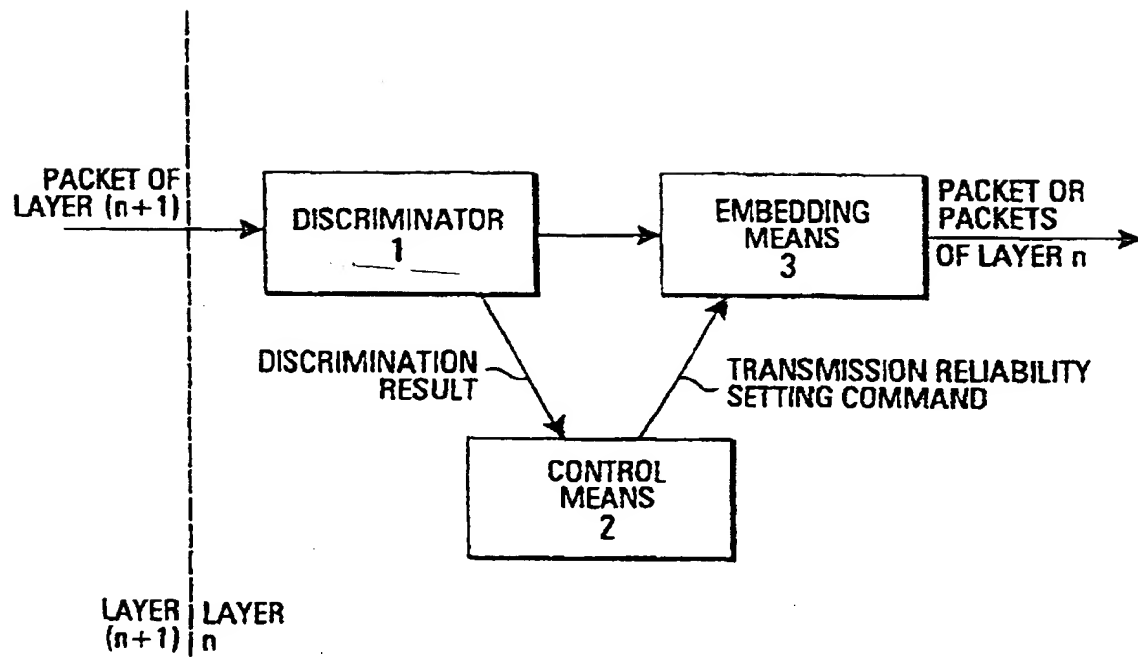 PACKET OF
LAYER (n+1)
DISCRIMINATOR
1
EMBEDDING
MEANS
3
PACKET OR
PACKETS
OF LAYER n
DISCRIMINATION
RESULT
TRANSMISSION RELIABILITY
SETTING COMMAND
CONTROL
MEANS
2
LAYER
(n+1)
LAYER
n